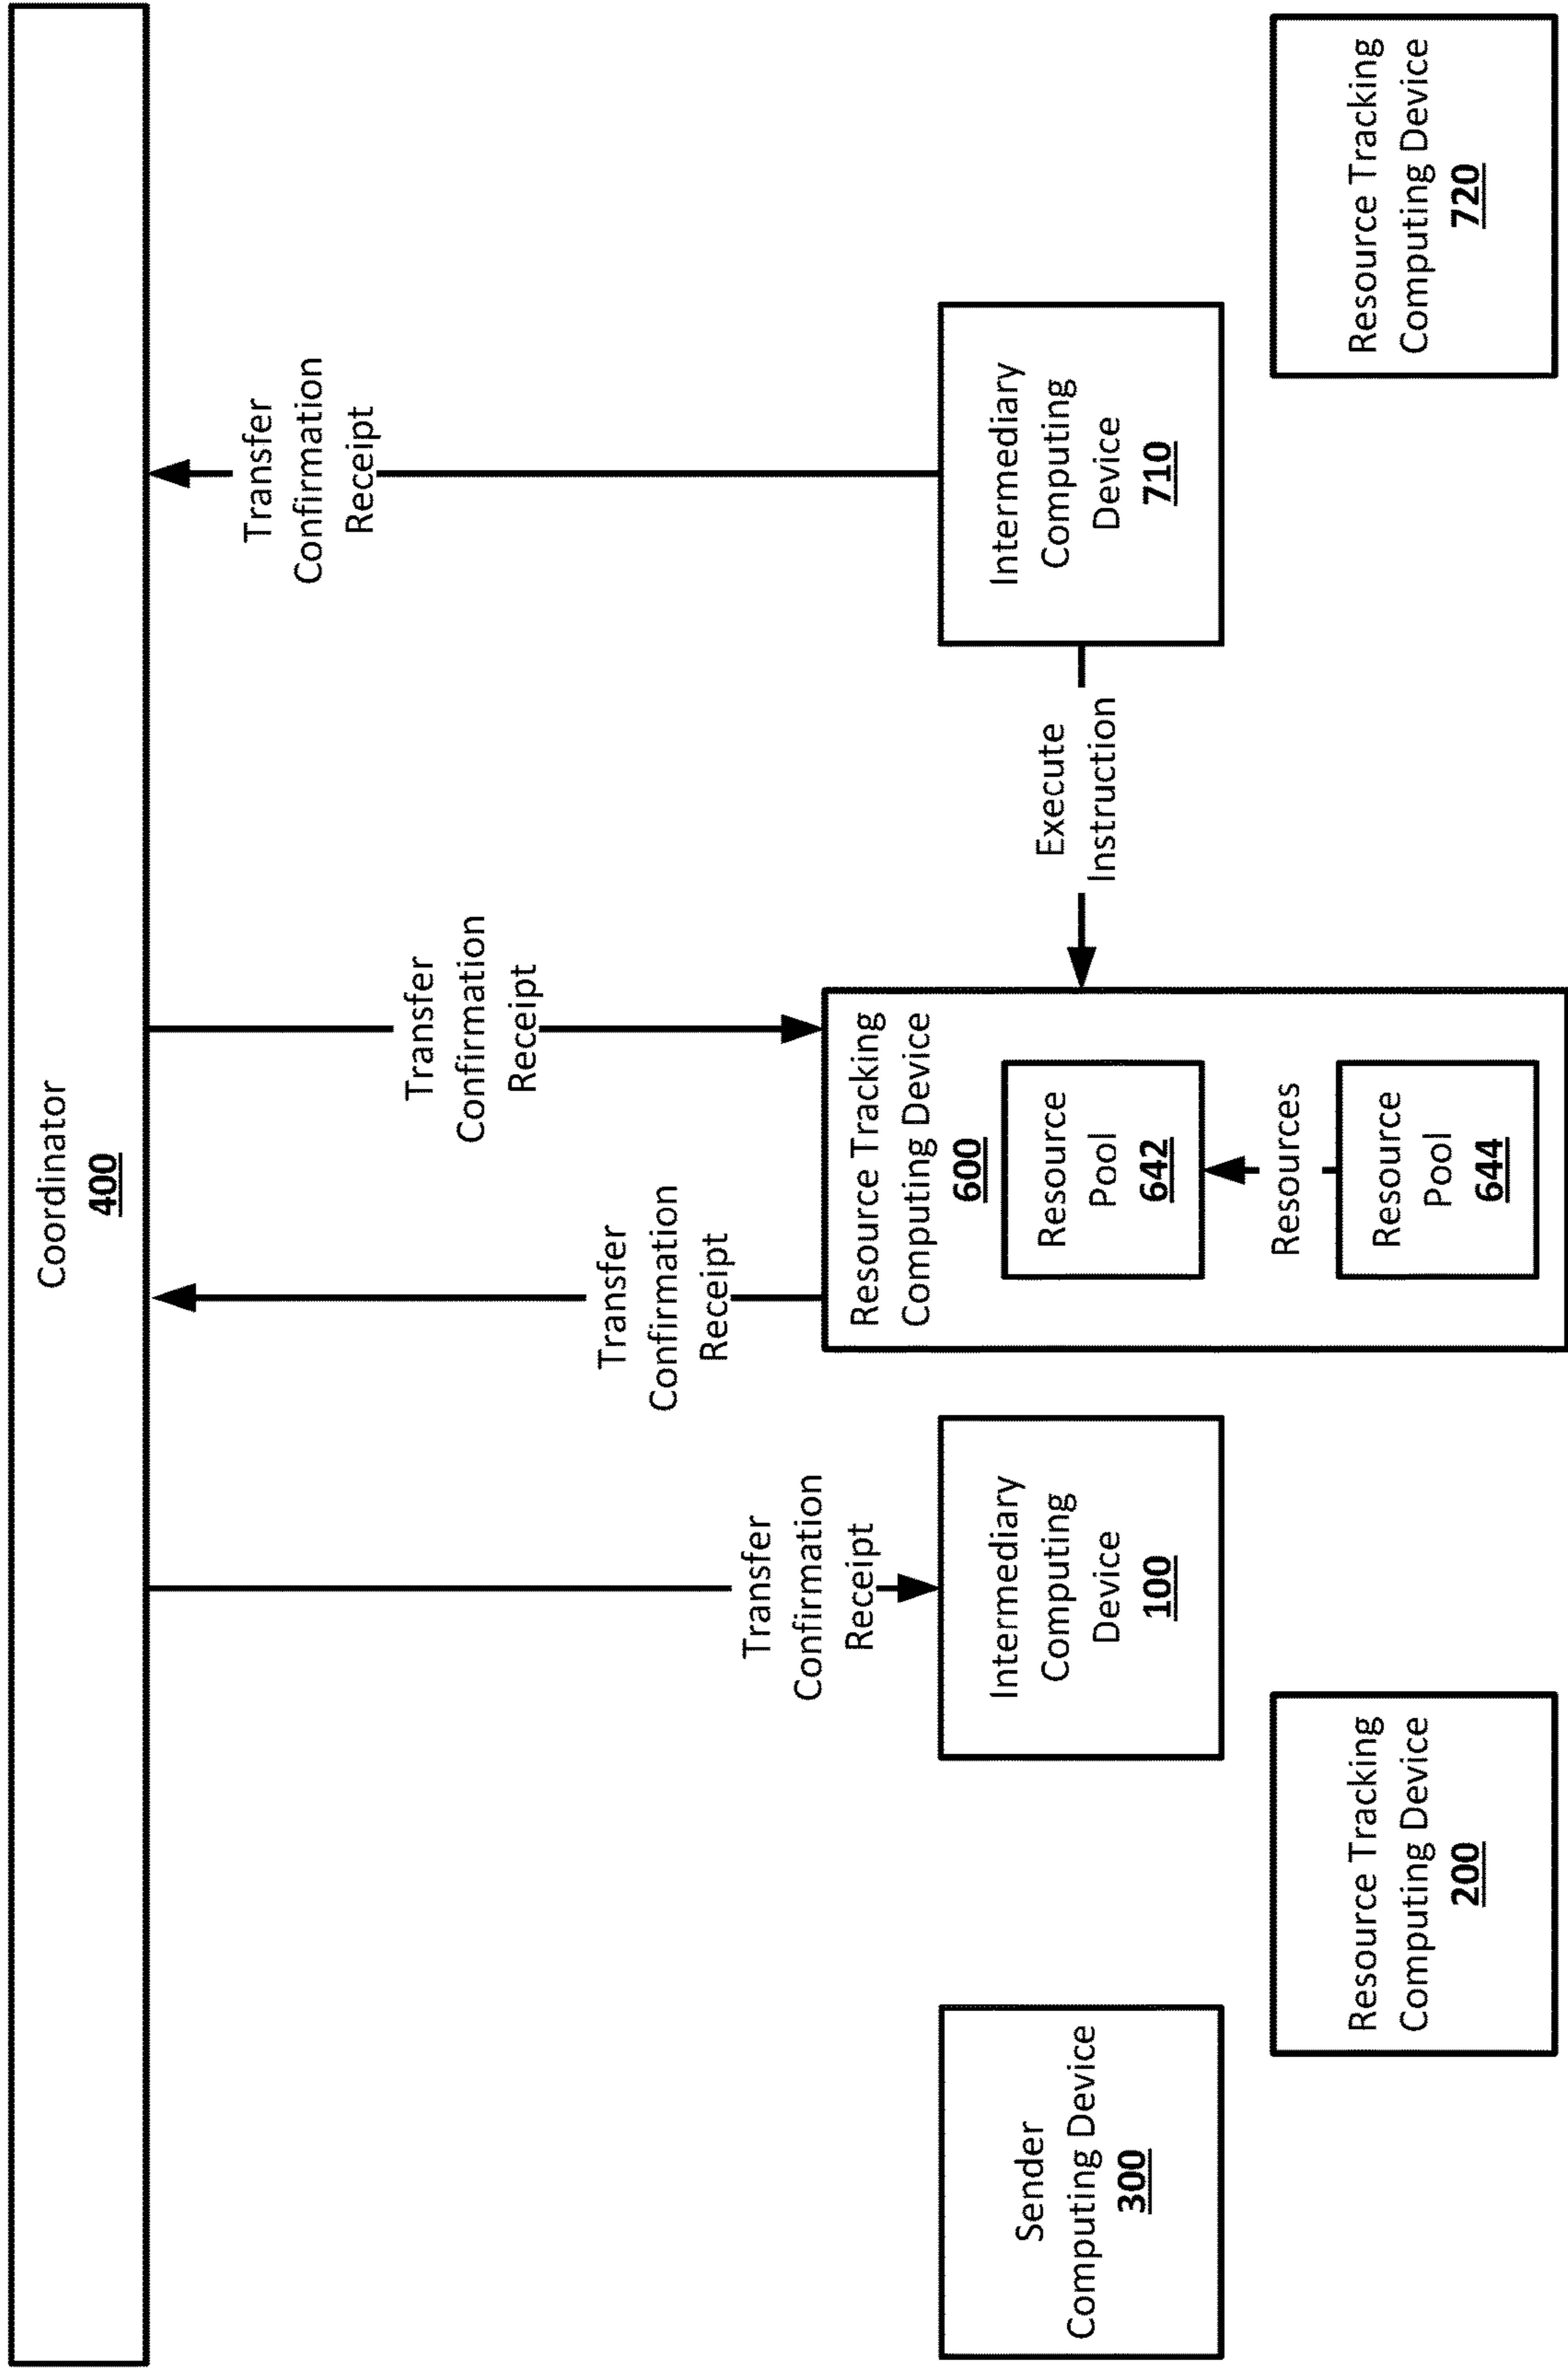 Coordinator
400
Transfer
Confirmation
Receipt
Transfer
Confirmation
Receipt
Transfer
Confirmation
Receipt
Transfer
Confirmation
Receipt
Sender
Computing Device
300
Resource Tracking
Computing Device
200
Intermediary
Computing
Device
100
Resource Tracking
Computing Device
600
Resource
Pool
642
Resources
Resource
Pool
644
Execute
Instruction
Intermediary
Computing
Device
710
Resource Tracking
Computing Device
720